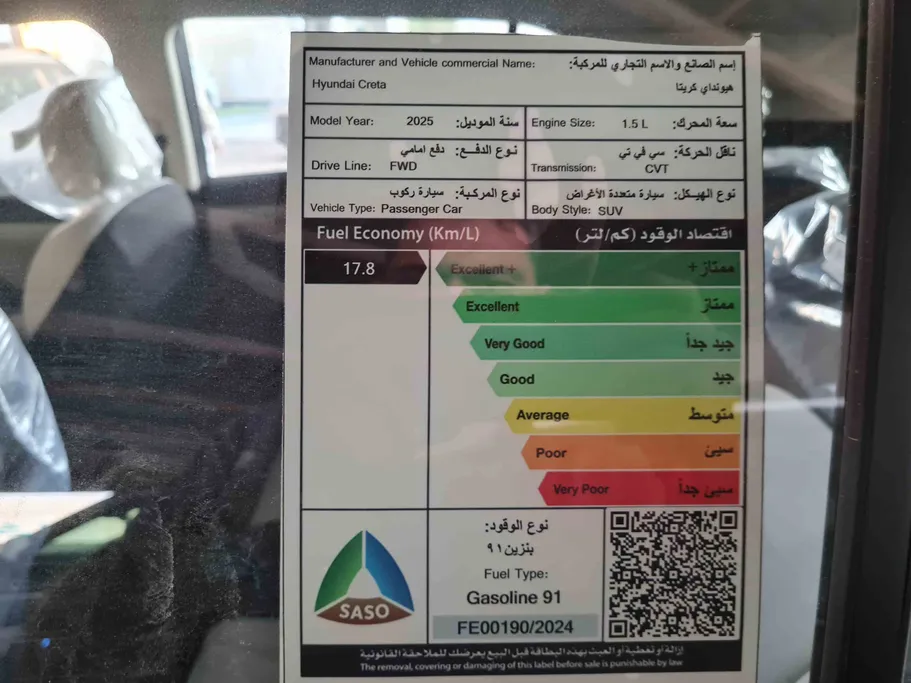 Manufacturer and Vehicle commercial Name: إسم الصانع والاسم التجاري للمركبة:
Hyundai Creta هيونداي كريتا
Model Year: 2025 سنة الموديل:
Engine Size: 1.5 L سعة المحرك:
نوع الدفـــع: دفع امامي
Drive Line: FWD
ناقل الحركة: سي في تي
Transmission: CVT
نوع المركبة: سيارة ركوب
Vehicle Type: Passenger Car
نوع الهيكل: سيارة متعددة الأغراض
Body Style: SUV
Fuel Economy (Km/L) اقتصاد الوقود (كم/لتر)
17.8
Excellent + ممتاز +
Excellent ممتاز
Very Good جيد جداً
Good جيد
Average متوسط
Poor سيئ
Very Poor سيئ جداً
SASO
نوع الوقود:
بنزين ٩١
Fuel Type:
Gasoline 91
FE00190/2024
إزالة أو تغطية أو العبث بهذه البطاقة قبل البيع يعرضك للملاحقة القانونية
The removal, covering or damaging of this label before sale is punishable by law